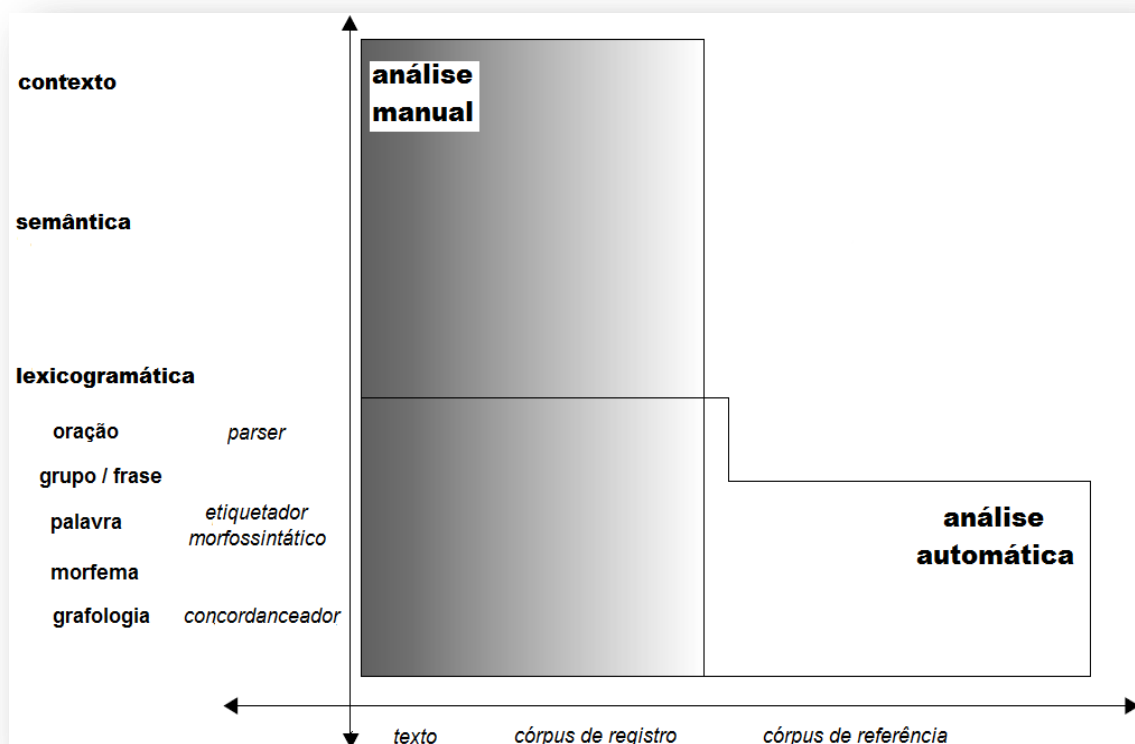 contexto
análise
manual
semântica
lexicogramática
oração parser
grupo / frase
palavra etiquetador
morfossintático
morfema
grafologia concordanceador
análise
automática
texto córpus de registro córpus de referência